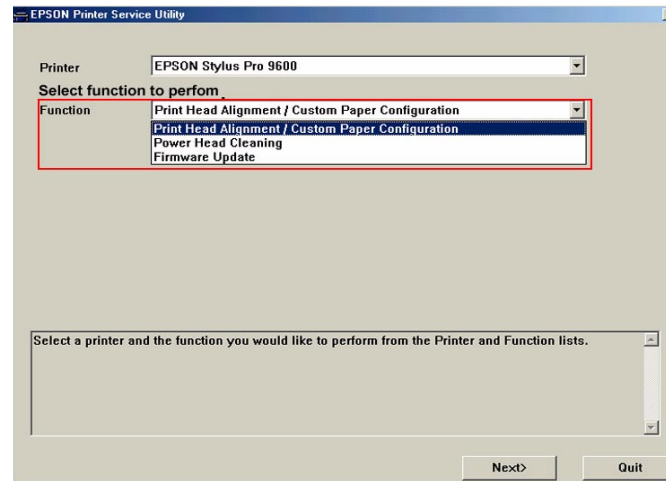 EPSON Printer Service Utility
Printer EPSON Stylus Pro 9600
Select function to perfom
Function Print Head Alignment / Custom Paper Configuration
Print Head Alignment / Custom Paper Configuration
Power Head Cleaning
Firmware Update
Select a printer and the function you would like to perform from the Printer and Function lists.
Next> Quit